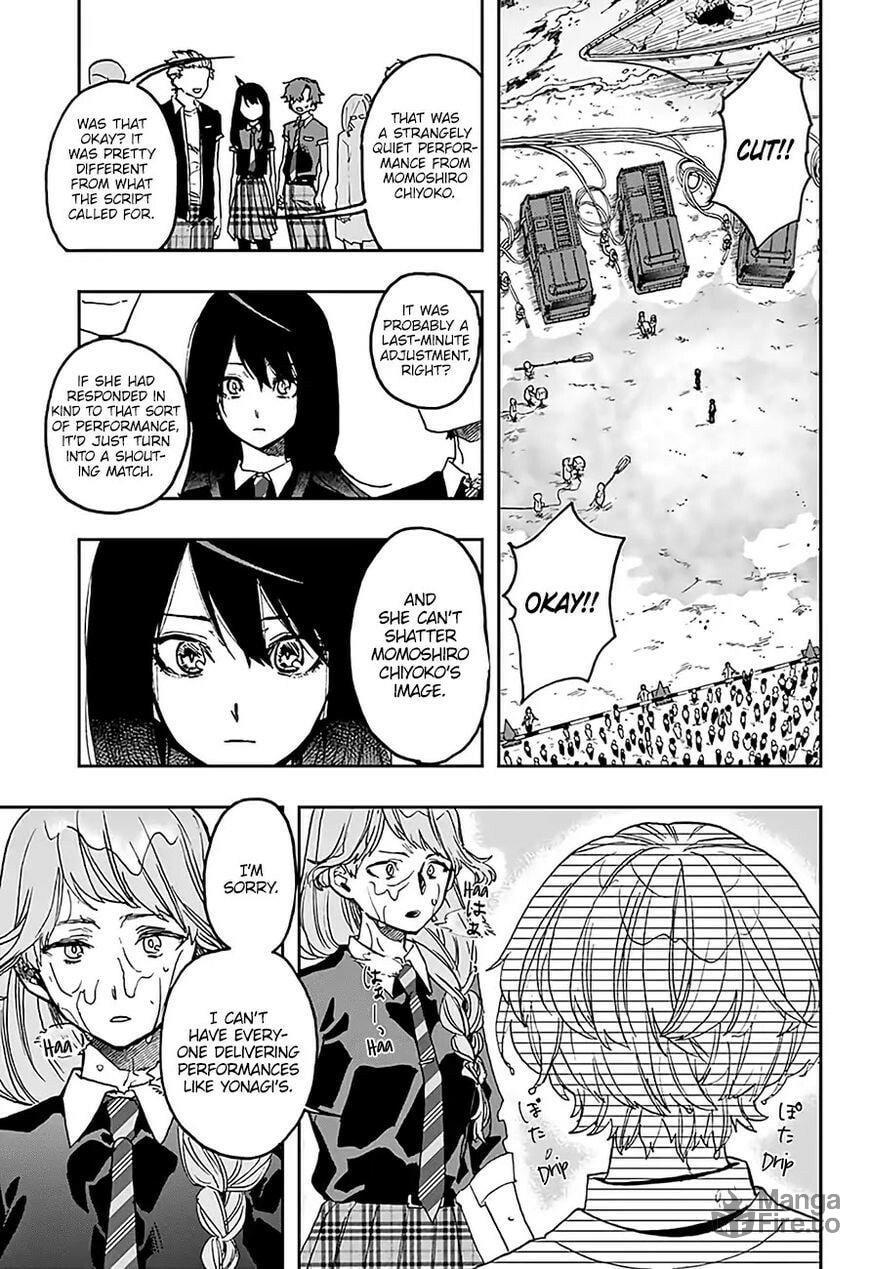 CUT!!
OKAY!!
THAT WAS
A STRANGELY
QUIET PERFOR-
MANCE FROM
MOMOSHIRO
CHIYOKO.
WAS THAT
OKAY? IT
WAS PRETTY
DIFFERENT
FROM WHAT
THE SCRIPT
CALLED FOR.
IT WAS
PROBABLY A
LAST-MINUTE
ADJUSTMENT,
RIGHT?
IF SHE HAD
RESPONDED IN
KIND TO THAT SORT
OF PERFORMANCE,
IT'D JUST TURN
INTO A SHOUT-
ING MATCH.
AND
SHE CAN'T
SHATTER
MOMOSHIRO
CHIYOKO'S
IMAGE.
ぽた
Drip
ぽた
Drip
Haa
はぁ
はぁー、
Haa
I'M
SORRY.
I CAN'T
HAVE EVERY-
ONE DELIVERING
PERFORMANCES
LIKE YONAGI'S.
Haa
Manga
Fire.co